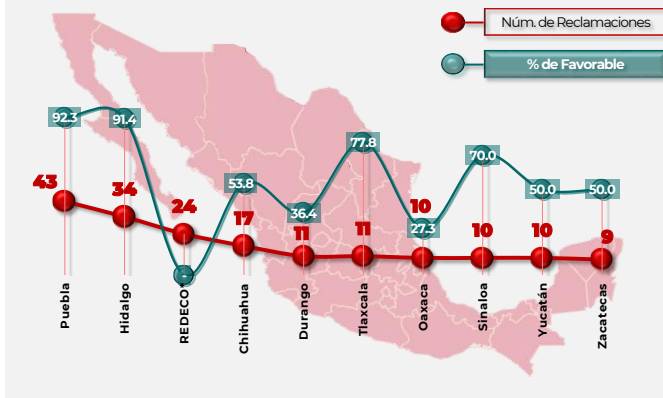 Núm. de Reclamaciones
% de Favorable
92.3
91.4
-
53.8
36.4
77.8
27.3
70.0
50.0
50.0
43
34
24
17
11
11
10
10
10
9
Puebla
Hidalgo
REDECO*
Chihuahua
Durango
Tlaxcala
Oaxaca
Sinaloa
Yucatán
Zacatecas